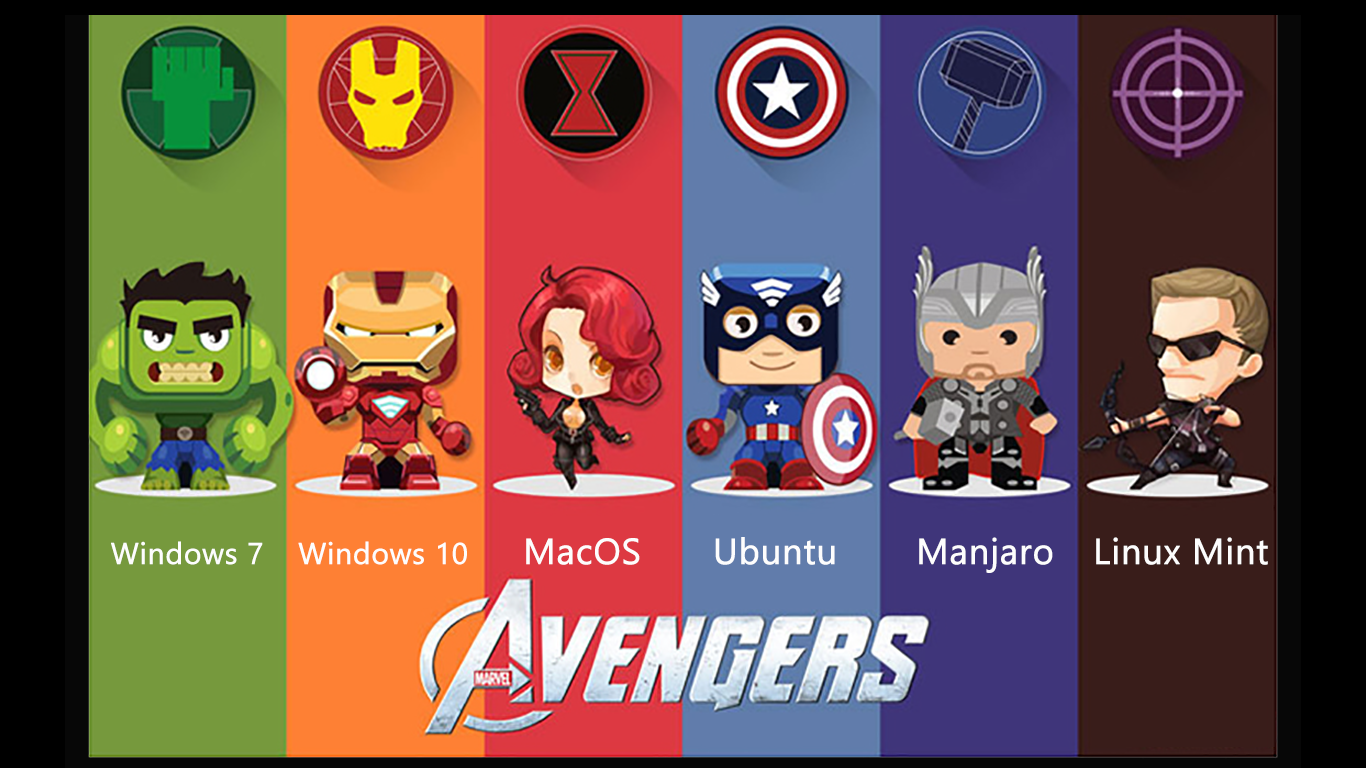 Windows 7
Windows 10
MacOS
Ubuntu
Manjaro
Linux Mint
AVENGERS
MARVEL